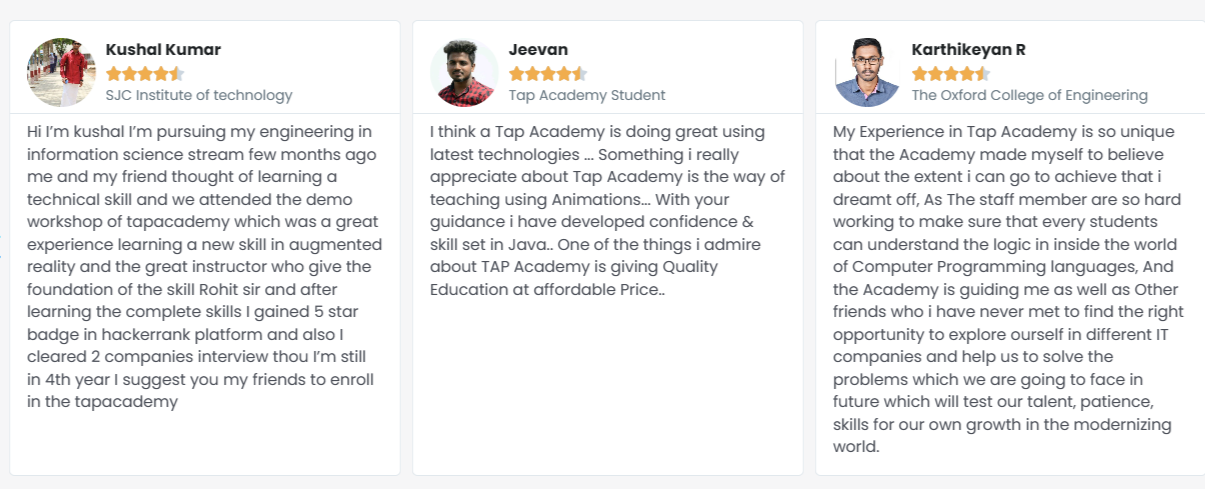 Kushal Kumar
SJC Institute of technology
Hi I'm kushal I'm pursuing my engineering in
information science stream few months ago
me and my friend thought of learning a
technical skill and we attended the demo
workshop of tapacademy which was a great
experience learning a new skill in augmented
reality and the great instructor who give the
foundation of the skill Rohit sir and after
learning the complete skills I gained 5 star
badge in hackerrank platform and also I
cleared 2 companies interview thou I'm still
in 4th year I suggest you my friends to enroll
in the tapacademy
Jeevan
Tap Academy Student
I think a Tap Academy is doing great using
latest technologies ... Something i really
appreciate about Tap Academy is the way of
teaching using Animations... With your
guidance i have developed confidence &
skill set in Java.. One of the things i admire
about TAP Academy is giving Quality
Education at affordable Price..
Karthikeyan R
The Oxford College of Engineering
My Experience in Tap Academy is so unique
that the Academy made myself to believe
about the extent i can go to achieve that i
dreamt off, As The staff member are so hard
working to make sure that every students
can understand the logic in inside the world
of Computer Programming languages, And
the Academy is guiding me as well as Other
friends who i have never met to find the right
opportunity to explore ourself in different IT
companies and help us to solve the
problems which we are going to face in
future which will test our talent, patience,
skills for our own growth in the modernizing
world.